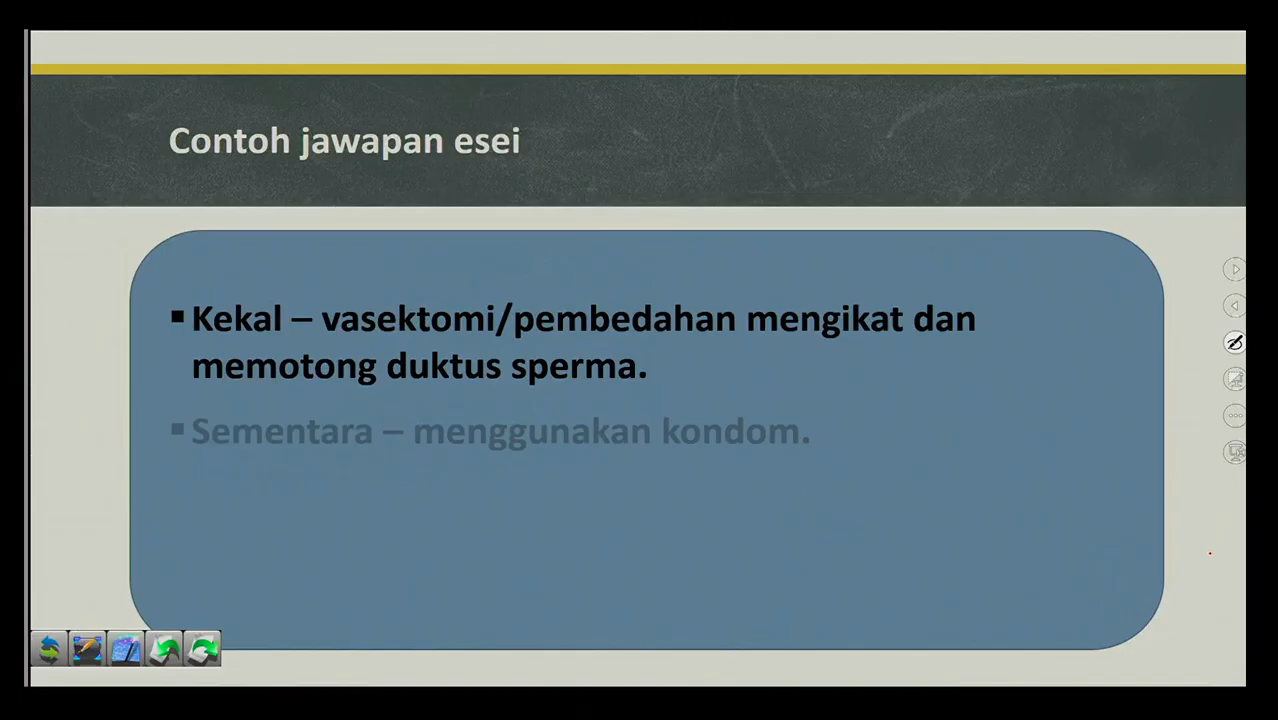 Contoh jawapan esei
▪Kekal – vasektomi/pembedahan mengikat dan
memotong duktus sperma.
▪Sementara – menggunakan kondom.